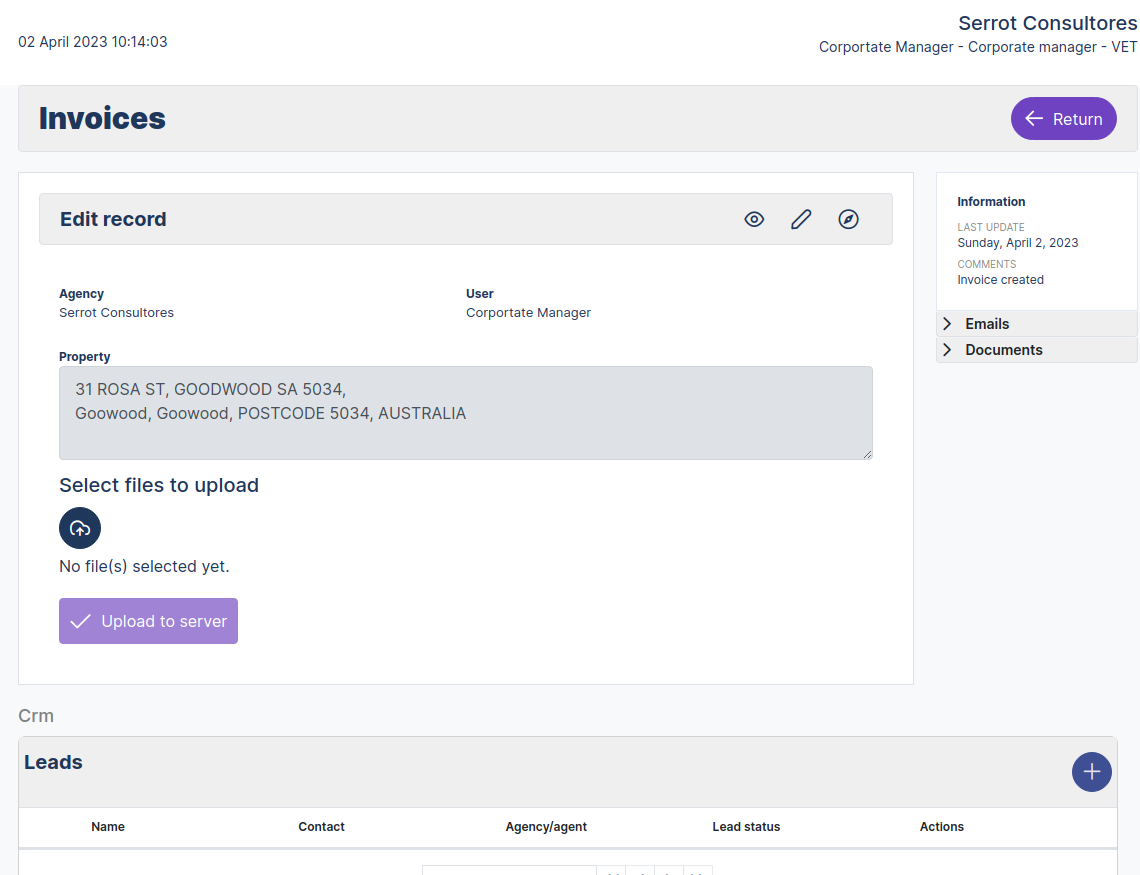 Serrot Consultores
02 April 2023 10:14:03
Corportate Manager - Corporate manager - VET
Invoices
Return
Edit record
Agency
Serrot Consultores
User
Corportate Manager
Property
31 ROSA ST, GOODWOOD SA 5034,
Goowood, Goowood, POSTCODE 5034, AUSTRALIA
Select files to upload
No file(s) selected yet.
Upload to server
Information
LAST UPDATE
Sunday, April 2, 2023
COMMENTS
Invoice created
Emails
Documents
Crm
Leads
Name Contact Agency/agent Lead status Actions